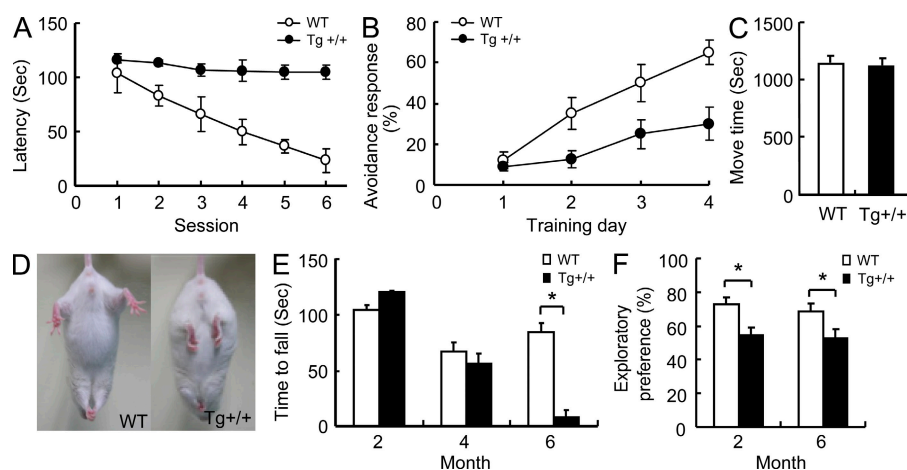 A
Latency (Sec)
150
100
50
0
0 1 2 3 4 5 6
Session
WT
Tg +/+
B
Avoidance response
(%)
80
60
40
20
0
0 1 2 3 4
Training day
WT
Tg +/+
C
Move time (Sec)
1500
1000
500
0
WT Tg+/+
D
WT
Tg+/+
E
Time to fall (Sec)
150
100
50
0
2 4 6
Month
WT
Tg+/+
*
F
Exploratory
preference (%)
100
80
60
40
20
0
2 6
Month
WT
Tg+/+
*
*